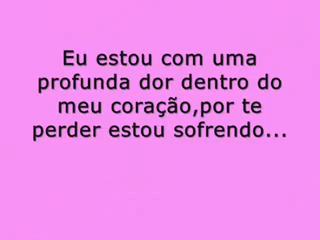 Eu estou com uma
profunda dor dentro do
meu coração,por te
perder estou sofrendo...